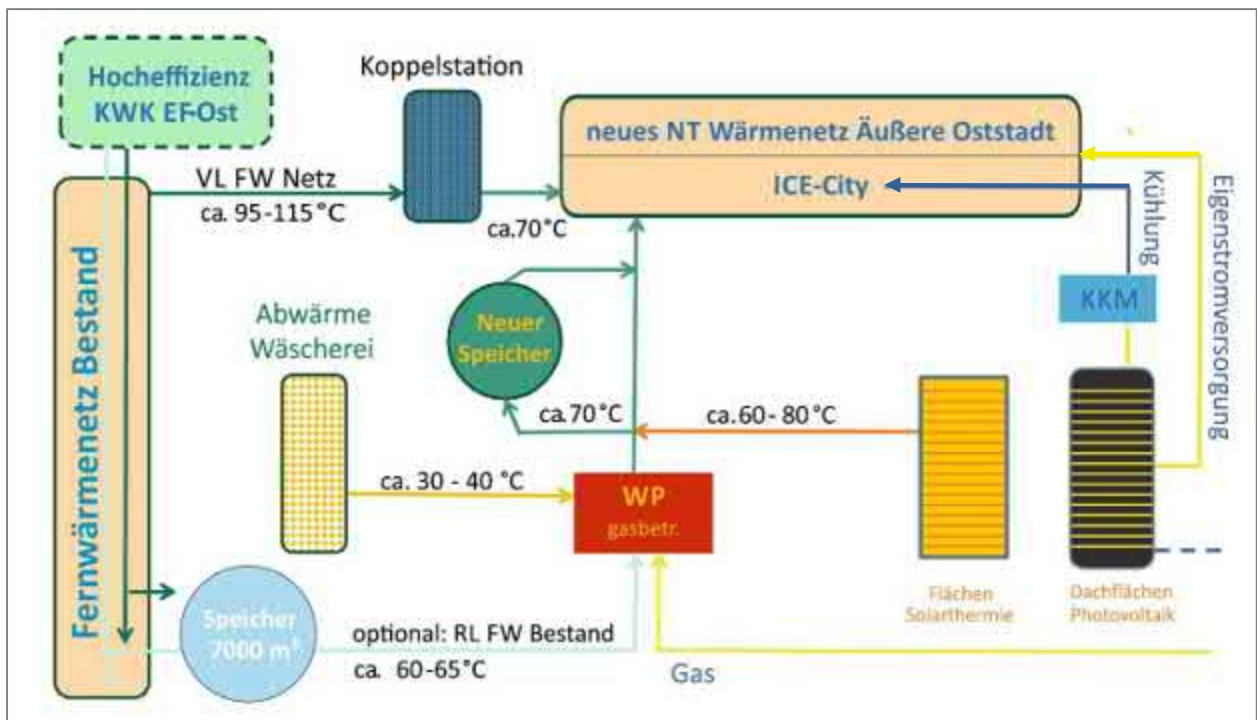 Hocheffizienz
KWK EF-Ost
Koppelstation
neues NT Wärmenetz Äußere Oststadt
ICE-City
VL FW Netz
ca. 95-115°C
ca.70°C
Kühlung
Eigenstromversorgung
KKM
Fernwärmenetz Bestand
Abwärme
Wäscherei
Neuer
Speicher
ca.70°C
ca.60-80°C
ca. 30 - 40 °C
WP
gasbetr.
Flächen
Solarthermie
Dachflächen
Photovoltaik
Speicher
7000 m³
optional: RL FW Bestand
ca. 60-65°C
Gas